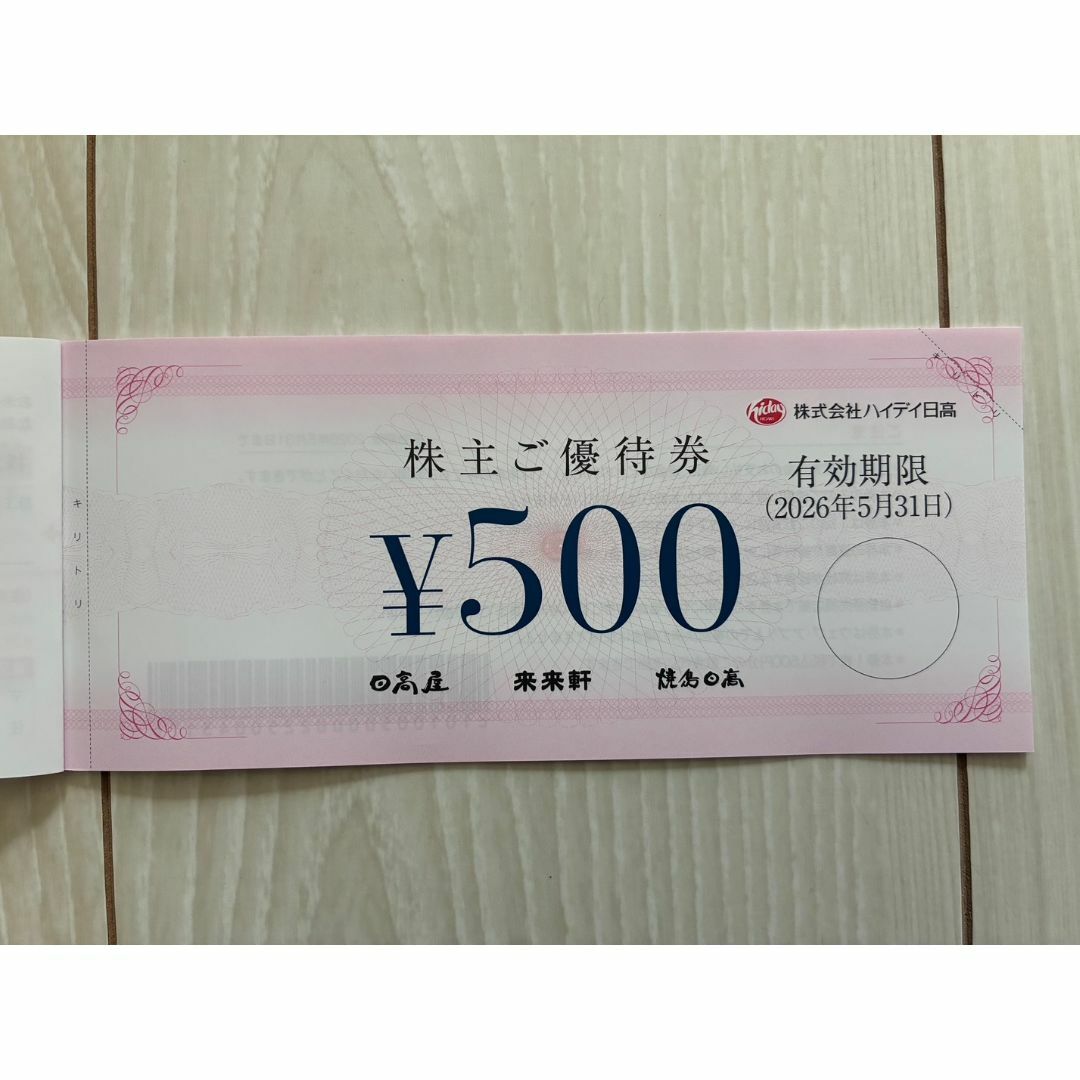 hiday
株式会社ハイデイ日高
株主ご優待券
有効期限
(2026年5月31日)
¥500
キリトリ
日高屋 来来軒 焼鳥日高